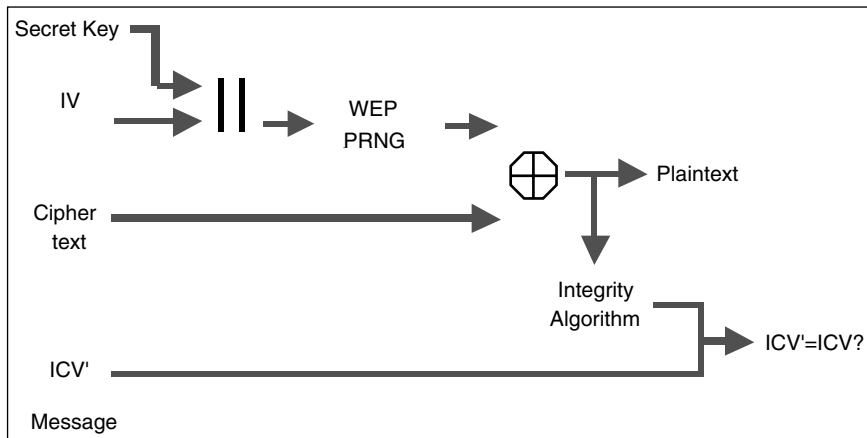 Secret Key
IV
WEP
PRNG
Plaintext
Cipher
text
Integrity
Algorithm
ICV'=ICV?
ICV'
Message